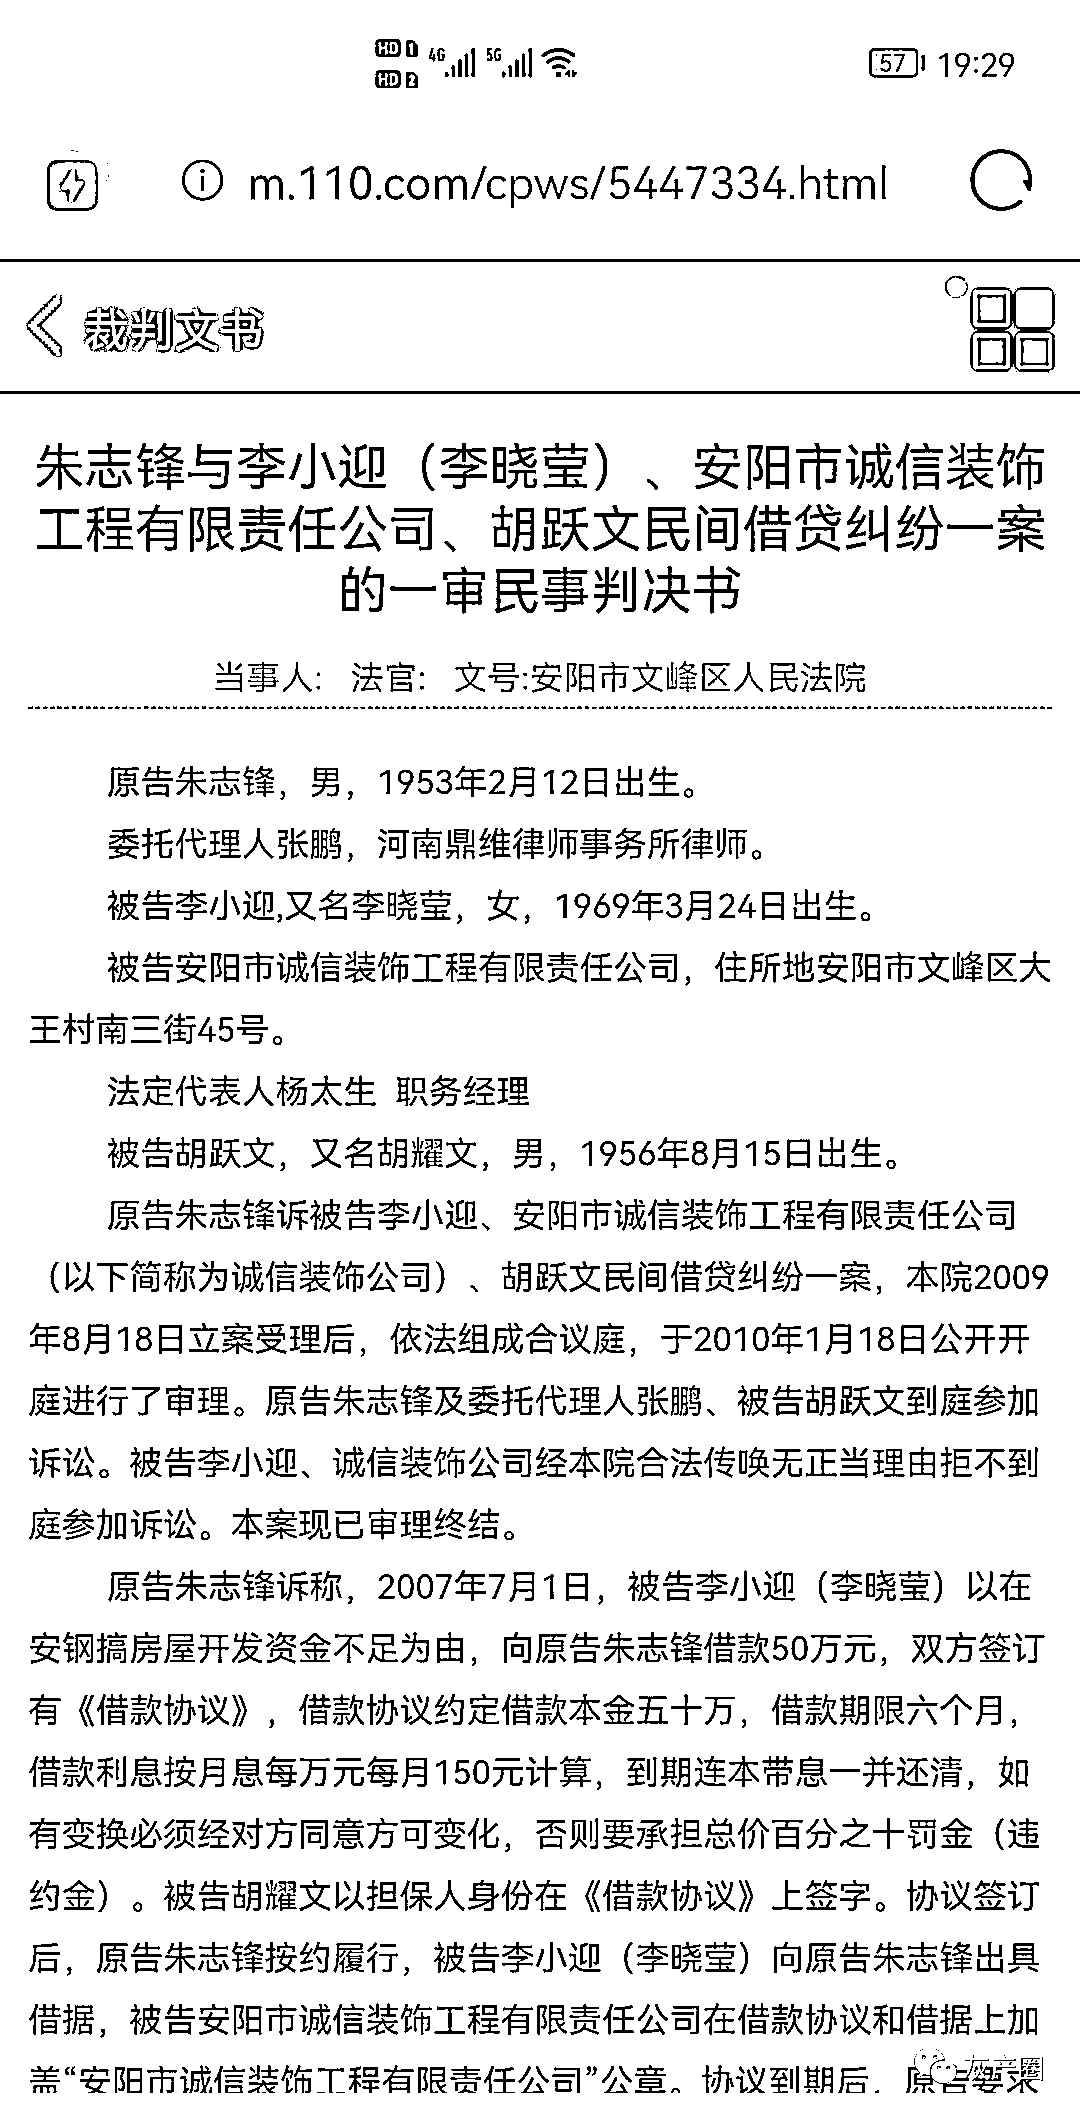 HD 1 4G 5G 57 19:29
HD 2
m.110.com/cpws/5447334.html
裁判文书
朱志锋与李小迎（李晓莹）、安阳市诚信装饰
工程有限责任公司、胡跃文民间借贷纠纷一案
的一审民事判决书
当事人: 法官: 文号:安阳市文峰区人民法院
原告朱志锋，男，1953年2月12日出生。
委托代理人张鹏，河南鼎维律师事务所律师。
被告李小迎,又名李晓莹，女，1969年3月24日出生。
被告安阳市诚信装饰工程有限责任公司，住所地安阳市文峰区大
王村南三街45号。
法定代表人杨太生 职务经理
被告胡跃文，又名胡耀文，男，1956年8月15日出生。
原告朱志锋诉被告李小迎、安阳市诚信装饰工程有限责任公司
（以下简称为诚信装饰公司）、胡跃文民间借贷纠纷一案，本院2009
年8月18日立案受理后，依法组成合议庭，于2010年1月18日公开开
庭进行了审理。原告朱志锋及委托代理人张鹏、被告胡跃文到庭参加
诉讼。被告李小迎、诚信装饰公司经本院合法传唤无正当理由拒不到
庭参加诉讼。本案现已审理终结。
原告朱志锋诉称，2007年7月1日，被告李小迎（李晓莹）以在
安钢搞房屋开发资金不足为由，向原告朱志锋借款50万元，双方签订
有《借款协议》，借款协议约定借款本金五十万，借款期限六个月，
借款利息按月息每万元每月150元计算，到期连本带息一并还清，如
有变换必须经对方同意方可变化，否则要承担总价百分之十罚金（违
约金）。被告胡耀文以担保人身份在《借款协议》上签字。协议签订
后，原告朱志锋按约履行，被告李小迎（李晓莹）向原告朱志锋出具
借据，被告安阳市诚信装饰工程有限责任公司在借款协议和借据上加
盖“安阳市诚信装饰工程有限责任公司”公章。协议到期后，原告要求
灰产圈